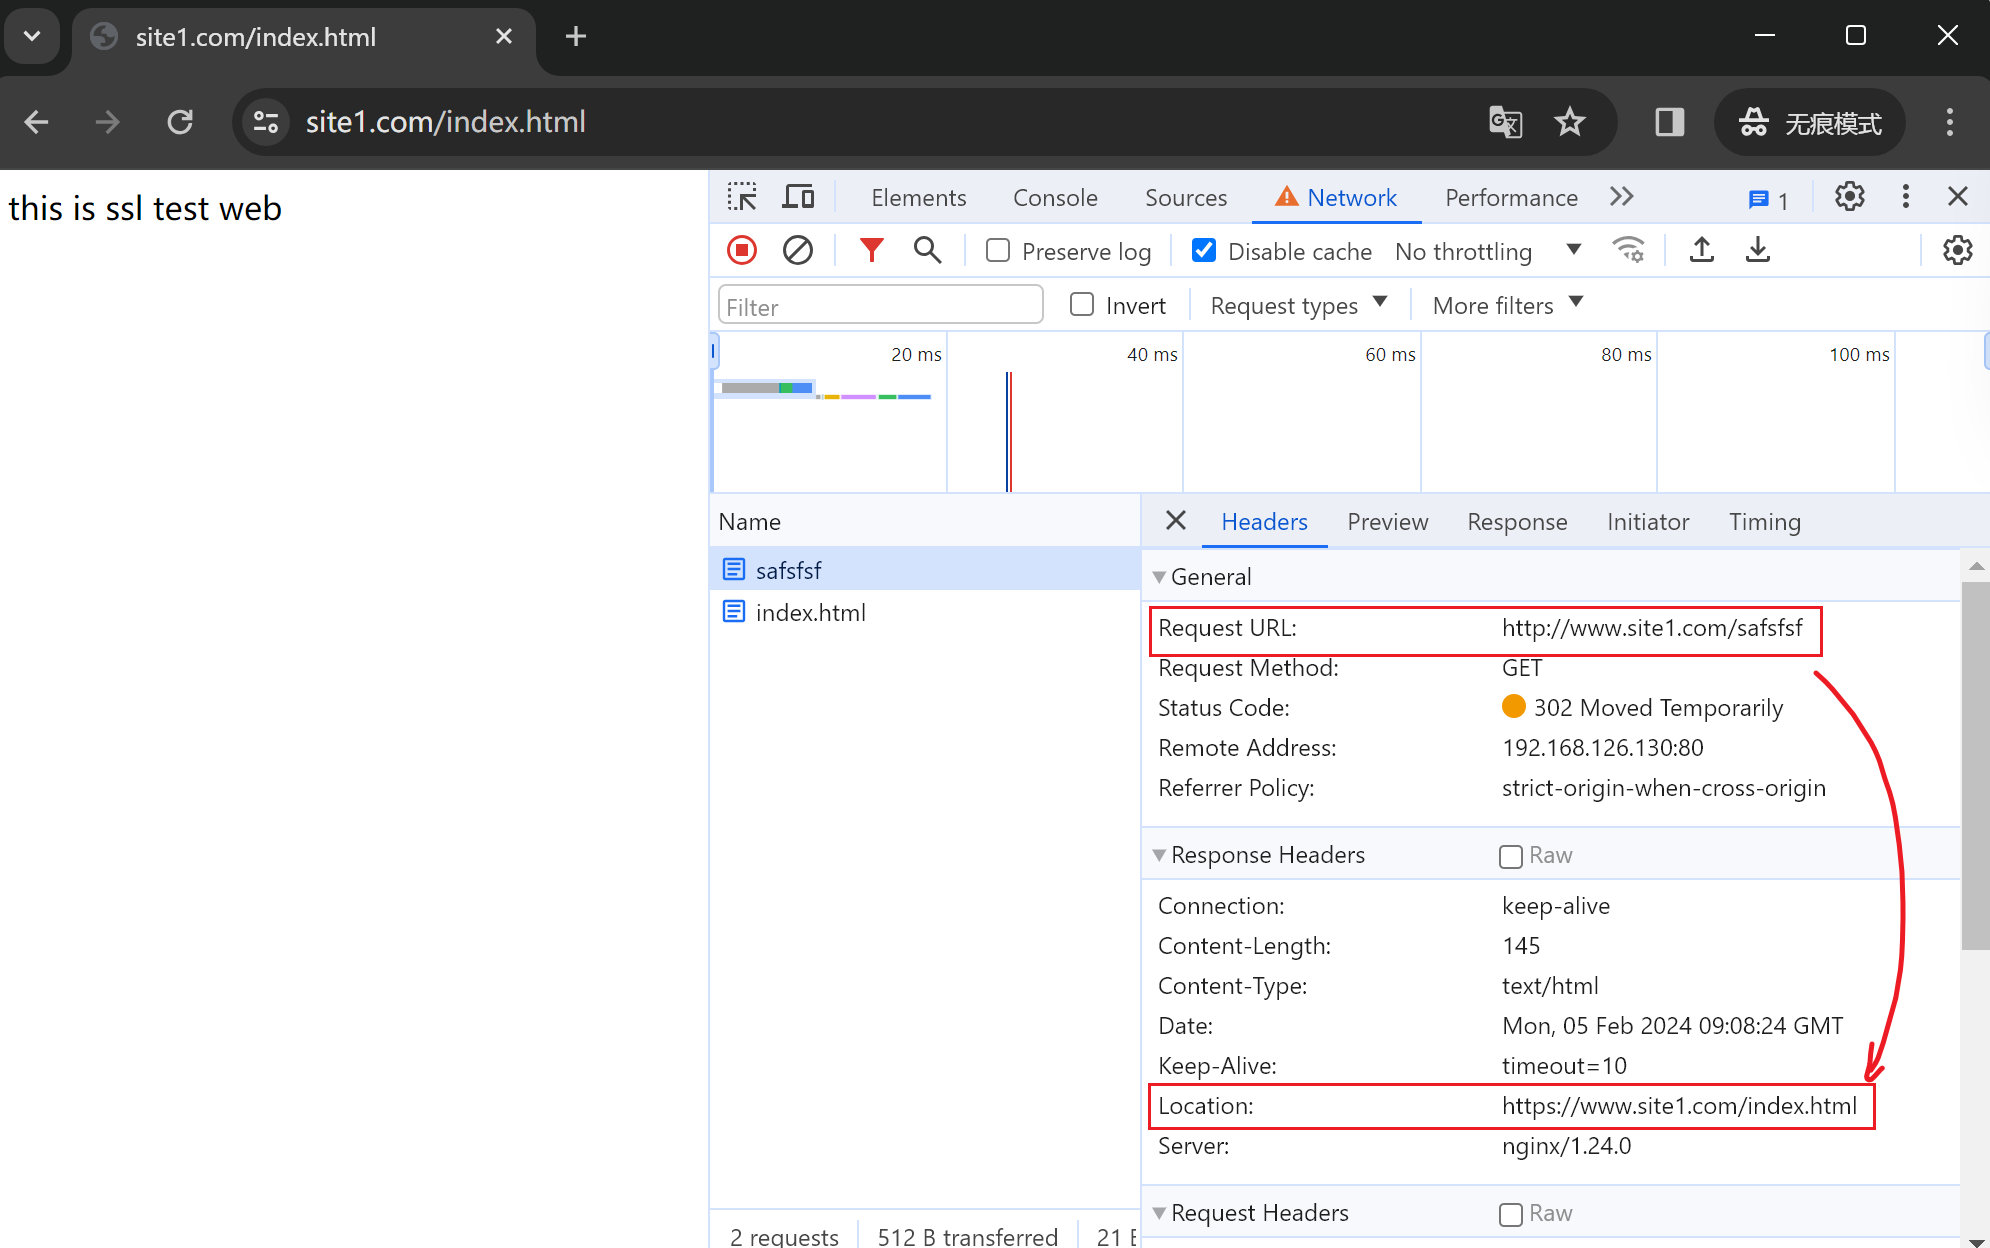 site1.com/index.html
site1.com/index.html
无痕模式
this is ssl test web
Elements Console Sources Network Performance 1
Preserve log Disable cache No throttling
Filter Invert Request types More filters
20 ms 40 ms 60 ms 80 ms 100 ms
Name
safsfsf
index.html
Headers Preview Response Initiator Timing
General
Request URL: http://www.site1.com/safsfsf
Request Method: GET
Status Code: 302 Moved Temporarily
Remote Address: 192.168.126.130:80
Referrer Policy: strict-origin-when-cross-origin
Response Headers Raw
Connection: keep-alive
Content-Length: 145
Content-Type: text/html
Date: Mon, 05 Feb 2024 09:08:24 GMT
Keep-Alive: timeout=10
Location: https://www.site1.com/index.html
Server: nginx/1.24.0
Request Headers Raw
2 requests 512 B transferred 21